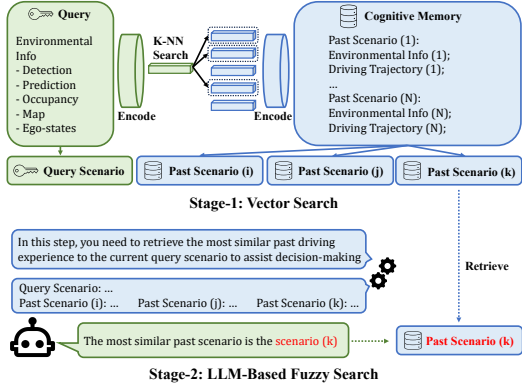 Query
Environmental
Info
- Detection
- Prediction
- Occupancy
- Map
- Ego-states
Encode
K-NN
Search
Encode
Cognitive Memory
Past Scenario (1):
Environmental Info (1);
Driving Trajectory (1);
...
Past Scenario (N):
Environmental Info (N);
Driving Trajectory (N);
Query Scenario
Past Scenario (i)
Past Scenario (j)
Past Scenario (k)
Stage-1: Vector Search
In this step, you need to retrieve the most similar past driving
experience to the current query scenario to assist decision-making
Retrieve
Query Scenario: ...
Past Scenario (i): ... Past Scenario (j): ... Past Scenario (k): ...
The most similar past scenario is the scenario (k)
Past Scenario (k)
Stage-2: LLM-Based Fuzzy Search